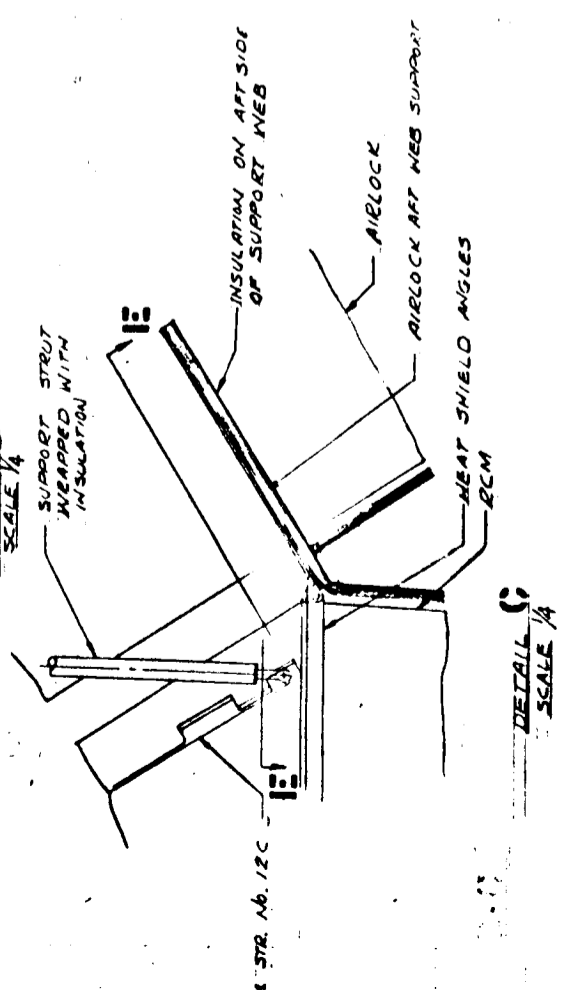 SCALE 1/4
SUPPORT STRUT
WRAPPED WITH
INSULATION
INSULATION ON AFT SIDE
OF SUPPORT WEB
E
AIRLOCK
AIRLOCK AFT WEB SUPPORT
HEAT SHIELD ANGLES
RCM
E
STR. No. 12C
DETAIL C
SCALE 1/4